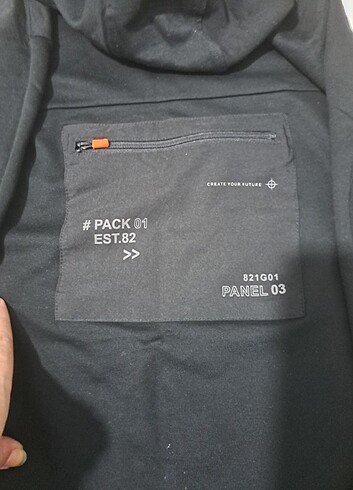 CREATE YOUR FUTURE
# PACK 01
EST.82
>>
821G01
PANEL 03